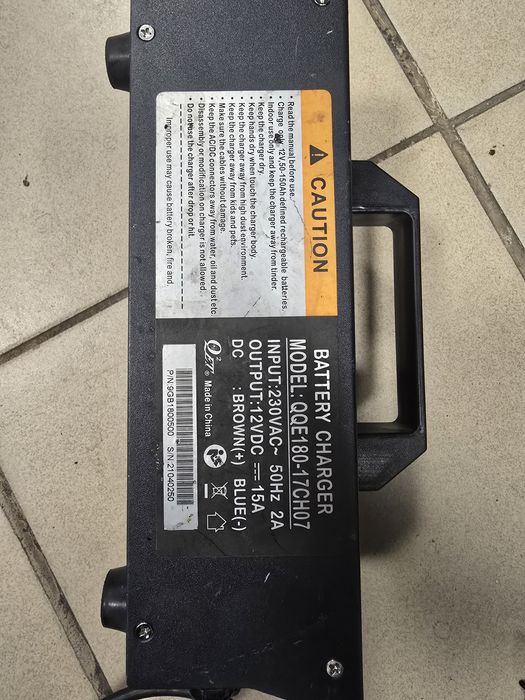 CAUTION
• Read the manual before use.
• Charge only 12V,50-150Ah defined rechargeable batteries.
• Indoor use only and keep the charger away from tinder.
• Keep the charger dry.
• Keep hands dry when touch the charger body.
• Keep the charger away from high dust environment.
• Keep the charger away from kids and pets.
• Make sure the cables without damage.
• Keep the AC/DC connectors away from water, oil and dust etc.
• Disassembly or modification on charger is not allowed.
• Do not use the charger after drop or hit.
Improper use may cause battery broken, fire and
BATTERY CHARGER
MODEL: QQE180-17CH07
INPUT:230VAC~ 50Hz 2A
OUTPUT:12VDC ⎓ 15A
DC :BROWN(+) BLUE(-)
® Made in China
P/N:9GB1800500 S/N 21040250